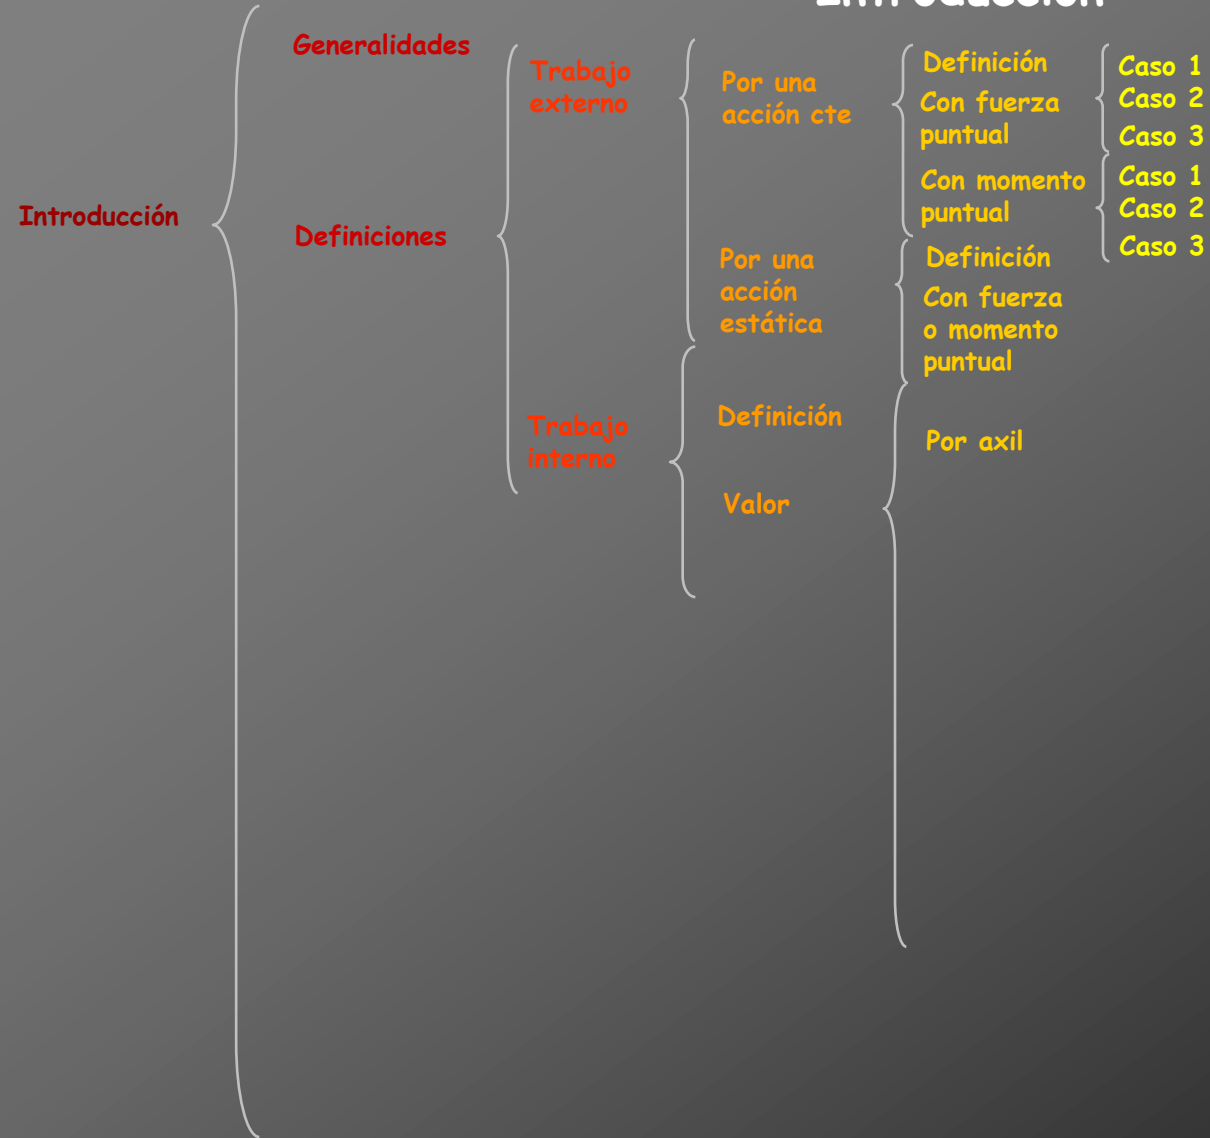 Introducción
Introducción
Generalidades
Definiciones
Trabajo
externo
Por una
acción cte
Definición
Con fuerza
puntual
Caso 1
Caso 2
Caso 3
Con momento
puntual
Caso 1
Caso 2
Caso 3
Por una
acción
estática
Definición
Con fuerza
o momento
puntual
Trabajo
interno
Definición
Valor
Por axil